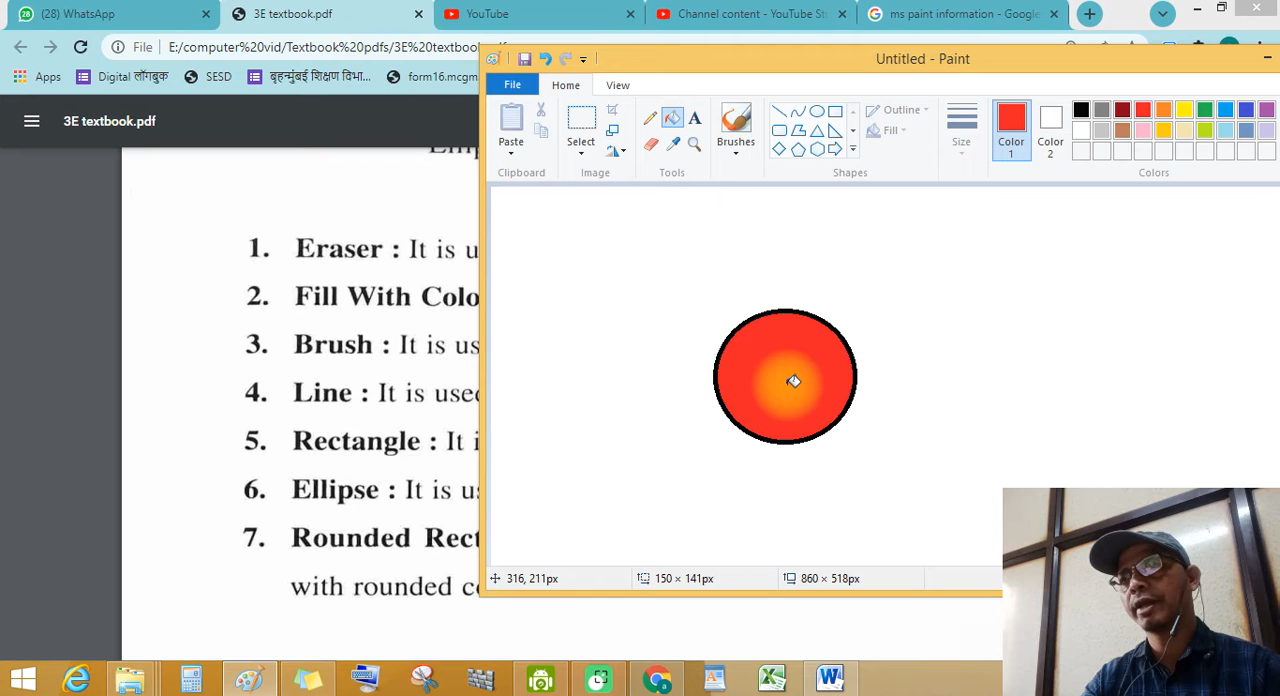 (28) WhatsApp
3E textbook.pdf
YouTube
Channel content - YouTube St
ms paint information - Google
File
E:/computer%20vid/Textbook%20pdfs/3E%20textbook.pdf
Apps
Digital लॉगबुक
SESD
बृहन्मुंबई शिक्षण विभा...
form16.mcgm
3E textbook.pdf
1. Eraser : It is u
2. Fill With Colo
3. Brush : It is us
4. Line : It is used
5. Rectangle : It i
6. Ellipse : It is us
7. Rounded Rect
with rounded co
Untitled - Paint
File
Home
View
Paste
Select
Brushes
Outline
Fill
Size
Color 1
Color 2
Clipboard
Image
Tools
Shapes
Colors
316, 211px
150 × 141px
860 × 518px